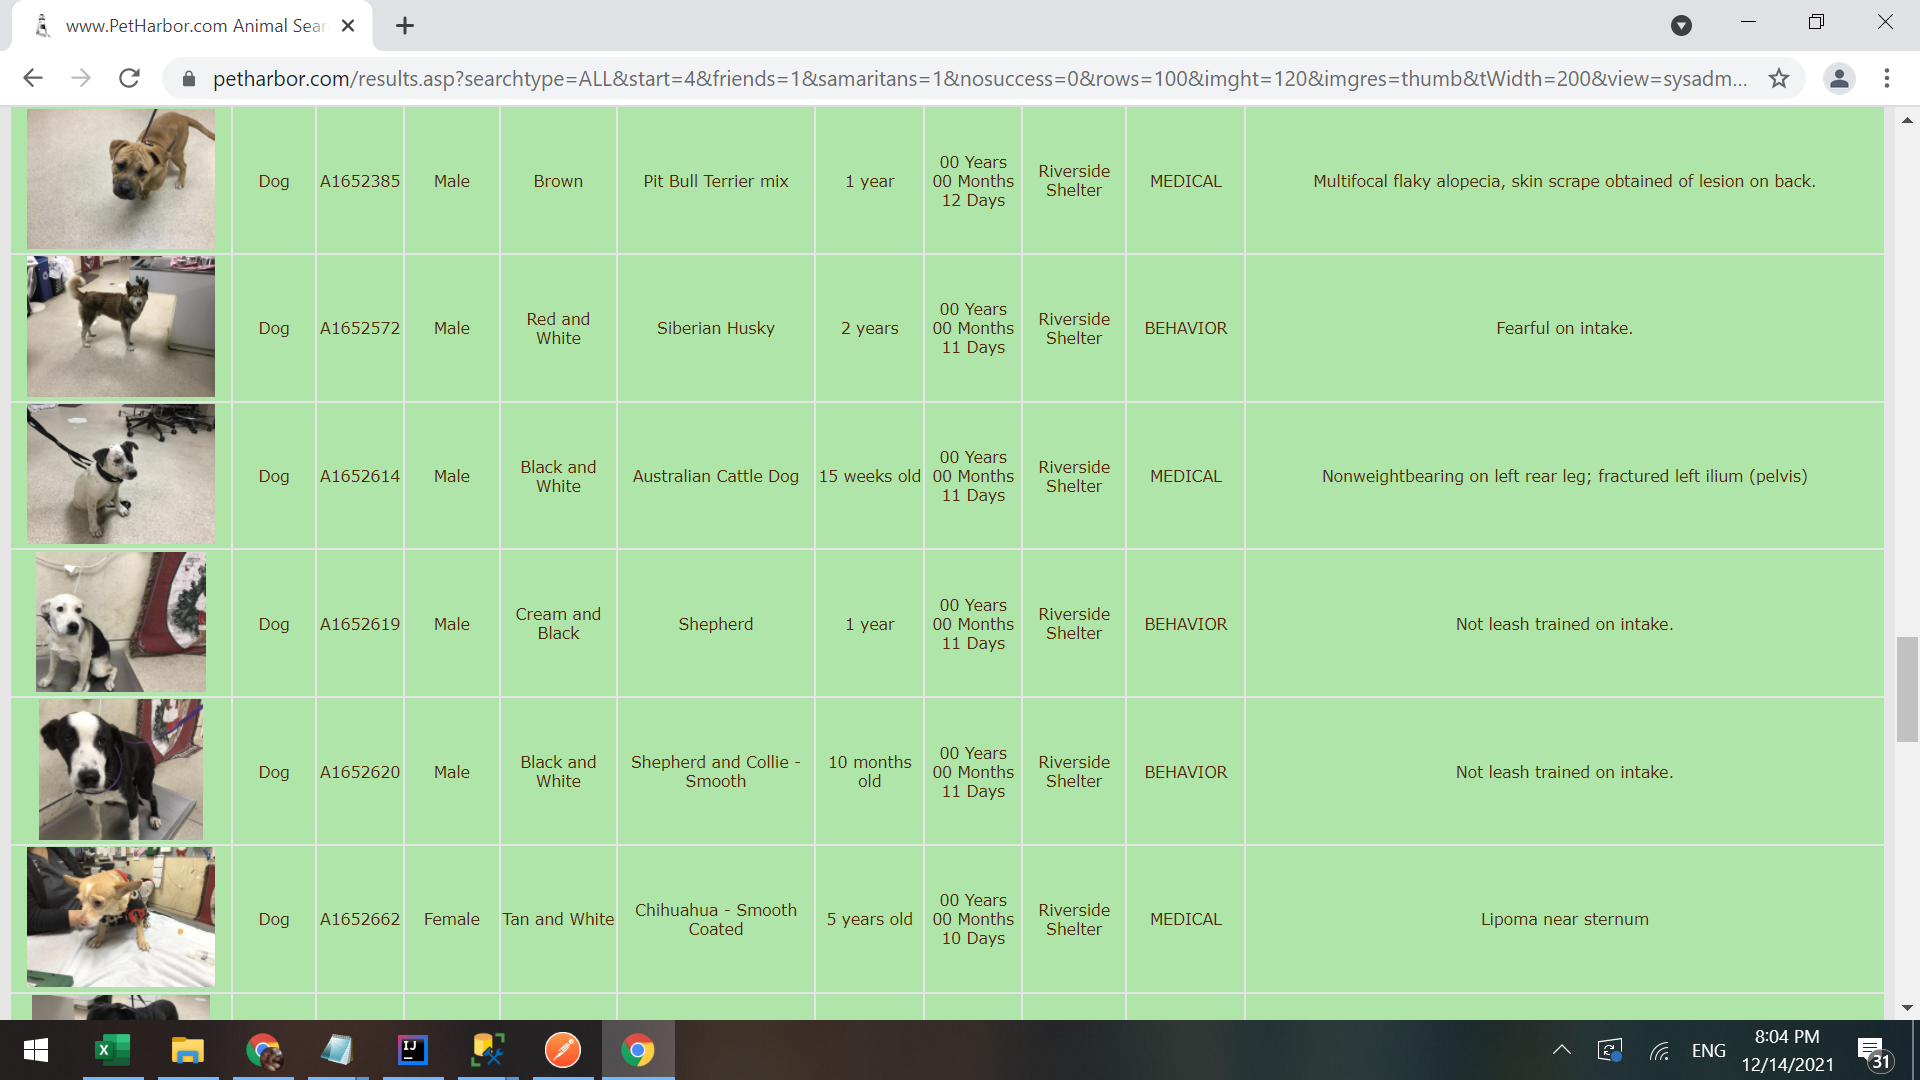 www.PetHarbor.com Animal Sear
petharbor.com/results.asp?searchtype=ALL&start=4&friends=1&samaritans=1&nosuccess=0&rows=100&imght=120&imgres=thumb&tWidth=200&view=sysadm...
Dog A1652385 Male Brown Pit Bull Terrier mix 1 year 00 Years 00 Months 12 Days Riverside Shelter MEDICAL Multifocal flaky alopecia, skin scrape obtained of lesion on back.
Dog A1652572 Male Red and White Siberian Husky 2 years 00 Years 00 Months 11 Days Riverside Shelter BEHAVIOR Fearful on intake.
Dog A1652614 Male Black and White Australian Cattle Dog 15 weeks old 00 Years 00 Months 11 Days Riverside Shelter MEDICAL Nonweightbearing on left rear leg; fractured left ilium (pelvis)
Dog A1652619 Male Cream and Black Shepherd 1 year 00 Years 00 Months 11 Days Riverside Shelter BEHAVIOR Not leash trained on intake.
Dog A1652620 Male Black and White Shepherd and Collie - Smooth 10 months old 00 Years 00 Months 11 Days Riverside Shelter BEHAVIOR Not leash trained on intake.
Dog A1652662 Female Tan and White Chihuahua - Smooth Coated 5 years old 00 Years 00 Months 10 Days Riverside Shelter MEDICAL Lipoma near sternum
X
IJ
ENG
8:04 PM
12/14/2021
31